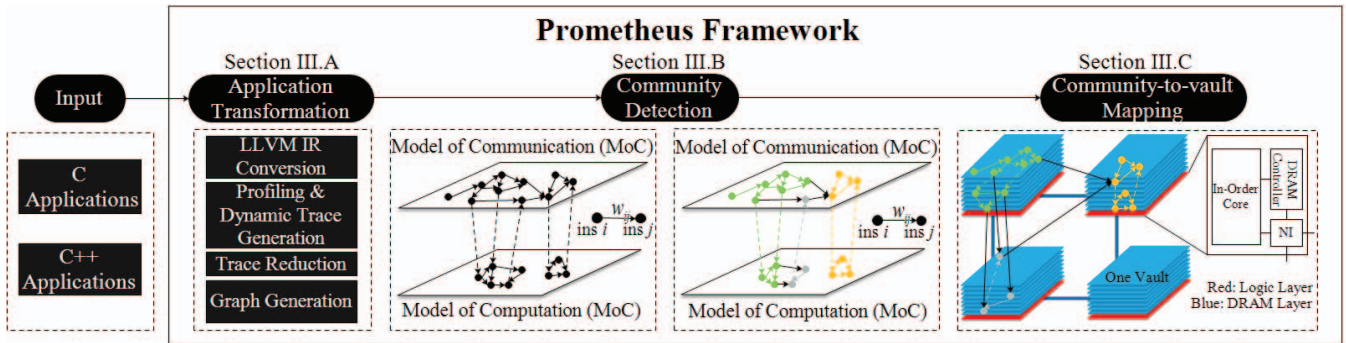 Prometheus Framework
Input
Section III.A
Application
Transformation
Section III.B
Community
Detection
Section III.C
Community-to-vault
Mapping
C
Applications
C++
Applications
LLVM IR
Conversion
Profiling &
Dynamic Trace
Generation
Trace Reduction
Graph Generation
Model of Communication (MoC)
w_ij
ins i
ins j
Model of Computation (MoC)
Model of Communication (MoC)
w_ij
ins i
ins j
Model of Computation (MoC)
One Vault
In-Order
Core
DRAM
Controller
NI
Red: Logic Layer
Blue: DRAM Layer